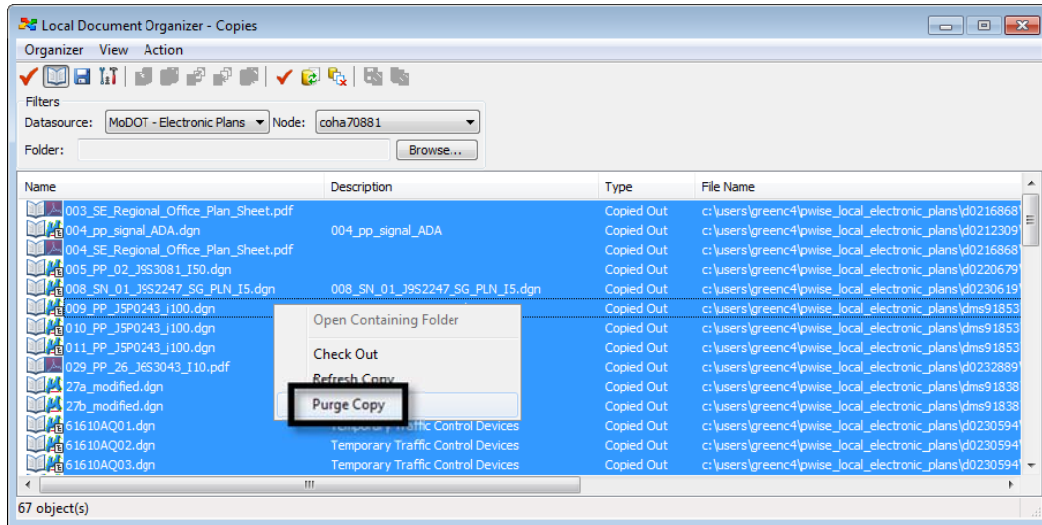 Local Document Organizer - Copies
Organizer View Action
Filters
Datasource: MoDOT - Electronic Plans Node: coha70881
Folder: Browse...
Name Description Type File Name
003_SE_Regional_Office_Plan_Sheet.pdf Copied Out c:\users\greenc4\pwise_local_electronic_plans\d0216868\
004_pp_signal_ADA.dgn 004_pp_signal_ADA Copied Out c:\users\greenc4\pwise_local_electronic_plans\d0212309\
004_SE_Regional_Office_Plan_Sheet.pdf Copied Out c:\users\greenc4\pwise_local_electronic_plans\d0216868\
005_PP_02_J9S3081_I50.dgn Copied Out c:\users\greenc4\pwise_local_electronic_plans\d0220679\
008_SN_01_J9S2247_SG_PLN_I5.dgn 008_SN_01_J9S2247_SG_PLN_I5.dgn Copied Out c:\users\greenc4\pwise_local_electronic_plans\d0230619\
009_PP_J5P0243_i100.dgn Copied Out c:\users\greenc4\pwise_local_electronic_plans\dms91853
010_PP_J5P0243_i100.dgn Open Containing Folder Copied Out c:\users\greenc4\pwise_local_electronic_plans\dms91853
011_PP_J5P0243_i100.dgn Check Out Copied Out c:\users\greenc4\pwise_local_electronic_plans\dms91853
029_PP_26_J6S3043_I10.pdf Refresh Copy Copied Out c:\users\greenc4\pwise_local_electronic_plans\d0232889\
27a_modified.dgn Copied Out c:\users\greenc4\pwise_local_electronic_plans\dms91838
27b_modified.dgn Purge Copy Copied Out c:\users\greenc4\pwise_local_electronic_plans\dms91838
61610AQ01.dgn Temporary Traffic Control Devices Copied Out c:\users\greenc4\pwise_local_electronic_plans\d0230594\
61610AQ02.dgn Temporary Traffic Control Devices Copied Out c:\users\greenc4\pwise_local_electronic_plans\d0230594\
61610AQ03.dgn Temporary Traffic Control Devices Copied Out c:\users\greenc4\pwise_local_electronic_plans\d0230594\
67 object(s)